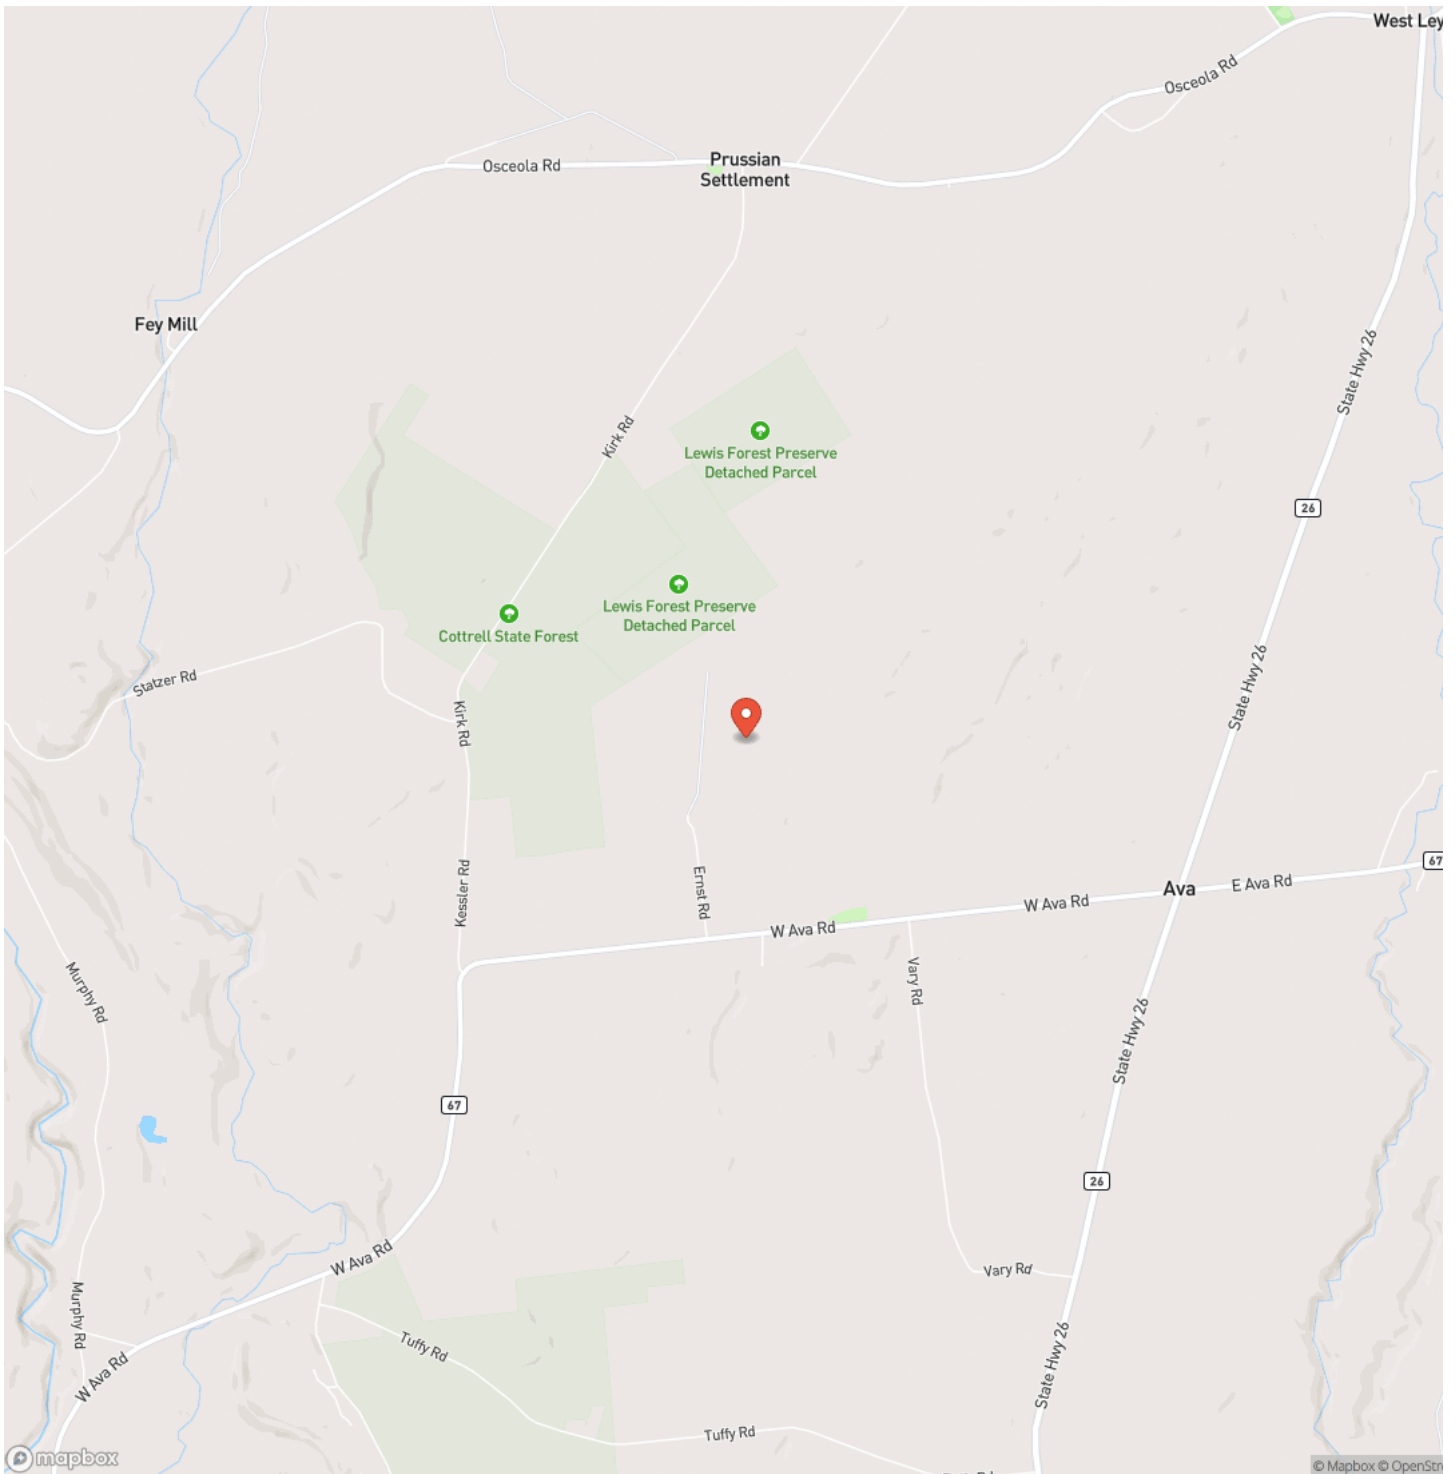 West Ley
Osceola Rd
Prussian
Settlement
Osceola Rd
Fey Mill
State Hwy 26
Kirk Rd
Lewis Forest Preserve
Detached Parcel
26
Lewis Forest Preserve
Detached Parcel
Cottrell State Forest
State Hwy 26
Statzer Rd
Kirk Rd
67
Ernst Rd
Kessler Rd
Ava
E Ava Rd
W Ava Rd
W Ava Rd
Vary Rd
Murphy Rd
State Hwy 26
67
26
W Ava Rd
Vary Rd
Murphy Rd
Tuffy Rd
State Hwy 26
W Ava Rd
Tuffy Rd
mapbox
© Mapbox © OpenStre